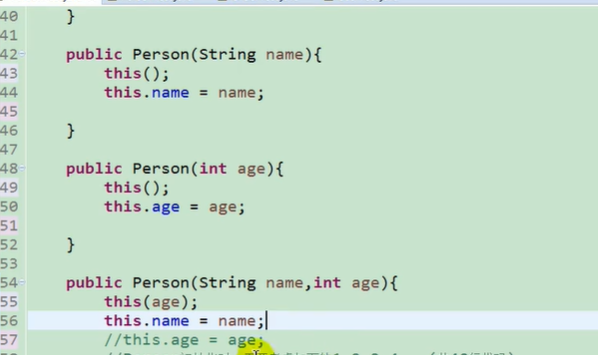 40 }
41
42 public Person(String name){
43 this();
44 this.name = name;
45
46 }
47
48 public Person(int age){
49 this();
50 this.age = age;
51
52 }
53
54 public Person(String name,int age){
55 this(age);
56 this.name = name;
57 //this.age = age;